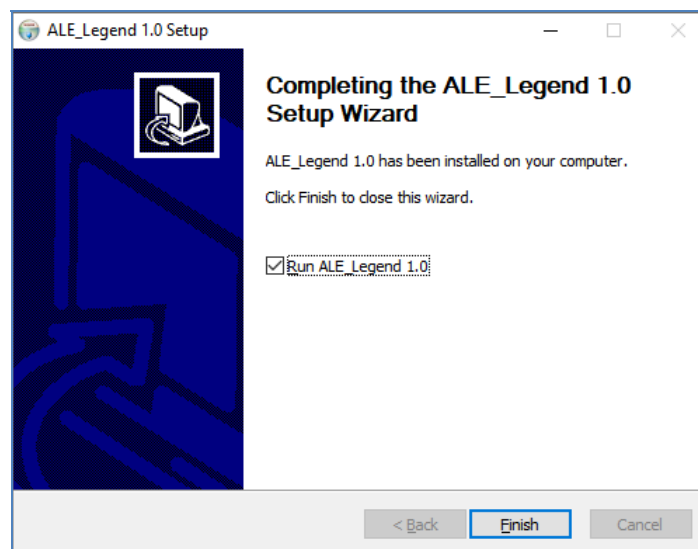 ALE_Legend 1.0 Setup
Completing the ALE_Legend 1.0
Setup Wizard
ALE_Legend 1.0 has been installed on your computer.
Click Finish to close this wizard.
Run ALE_Legend 1.0
< Back
Finish
Cancel